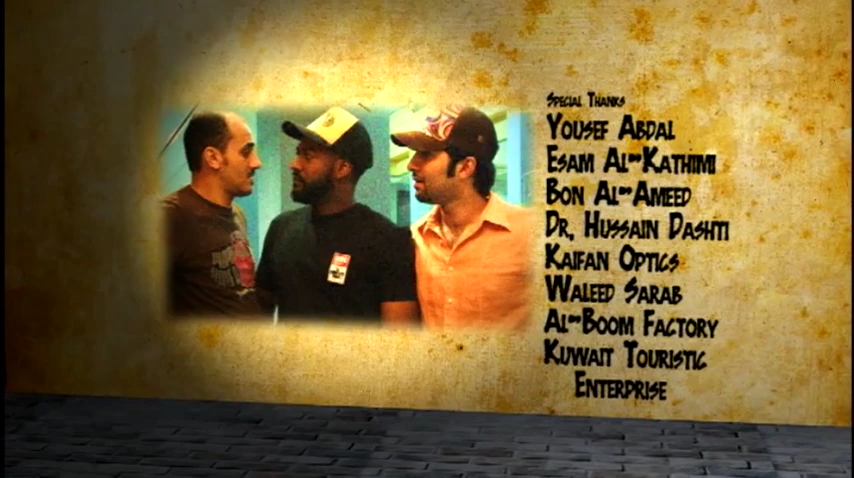 Special Thanks
Yousef Abdal
Esam Al-Kathimi
Bon Al-Ameed
Dr. Hussain Dashti
Kaifan Optics
Waleed Sarab
Al-Boom Factory
Kuwait Touristic
Enterprise